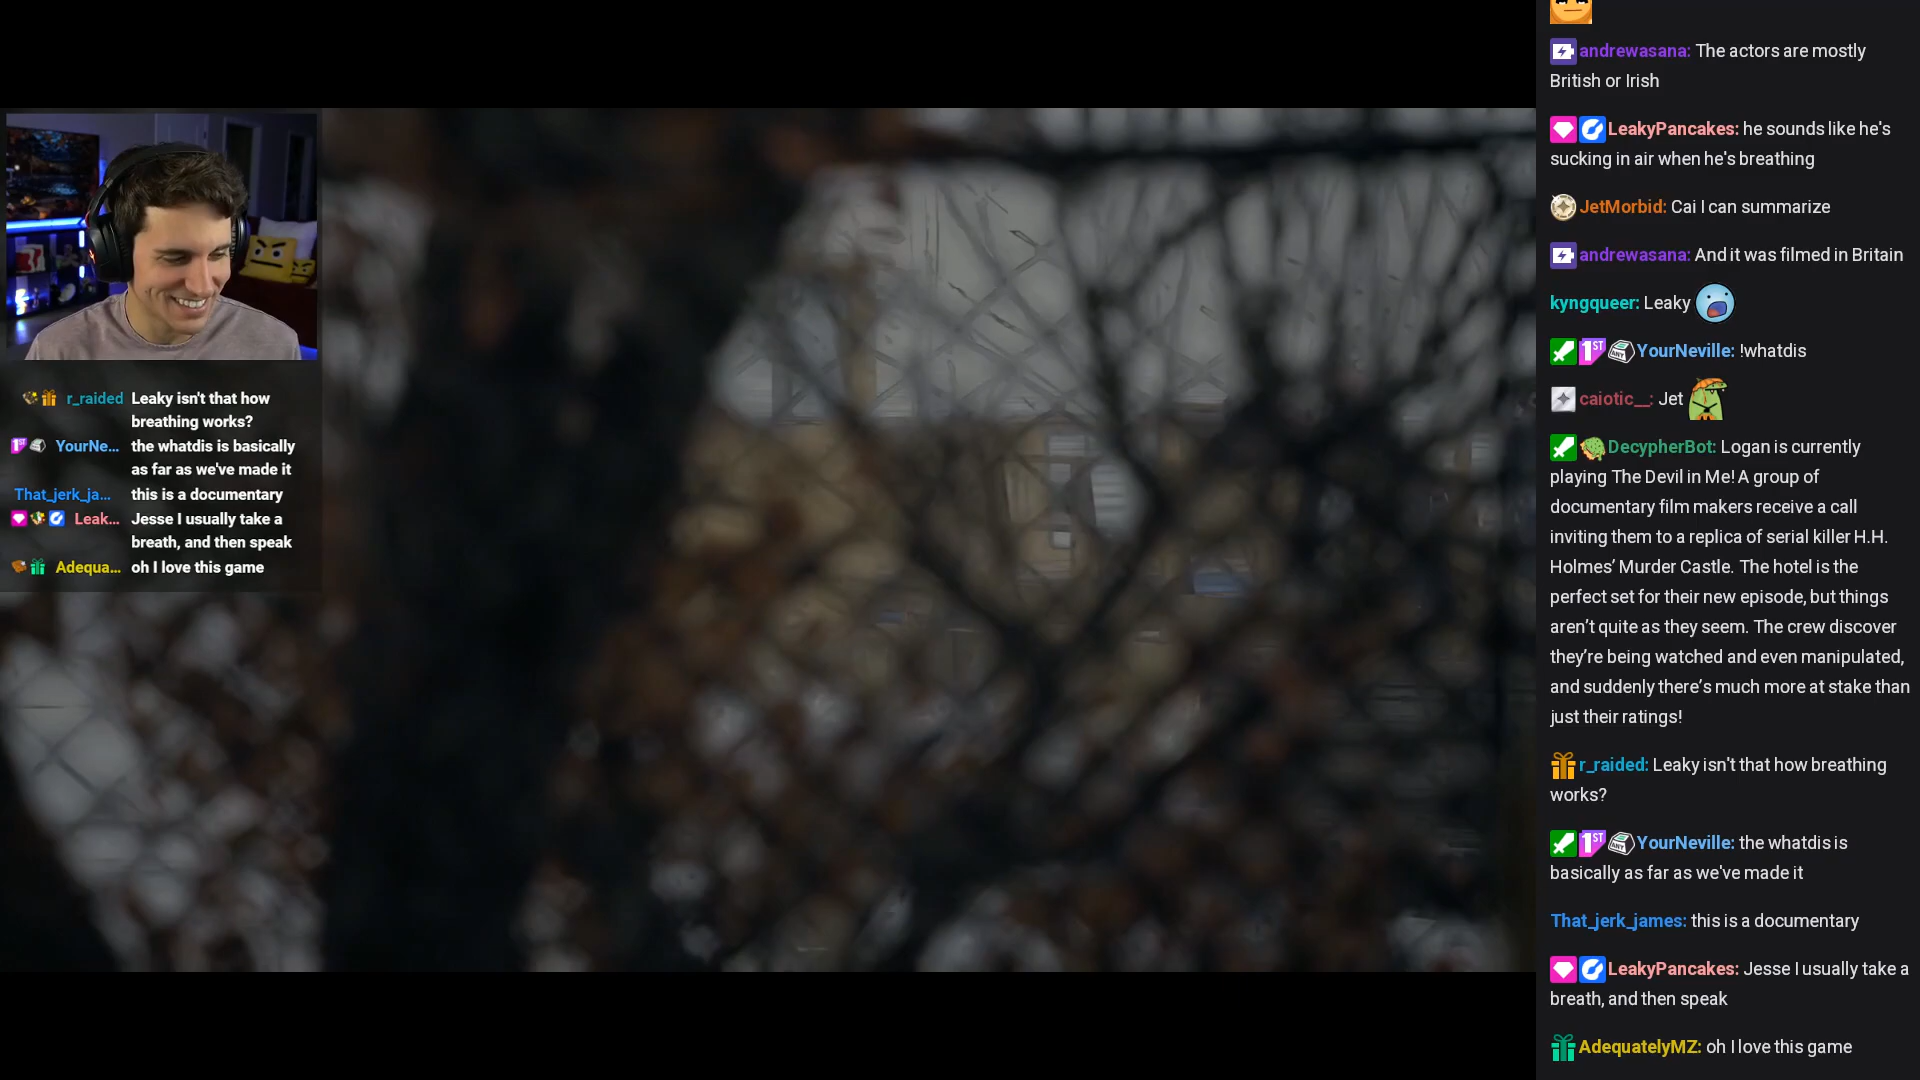 r_raided Leaky isn't that how
breathing works?
YourNe... the whatdis is basically
as far as we've made it
That_jerk_ja... this is a documentary
Leak... Jesse I usually take a
breath, and then speak
Adequa... oh I love this game
andrewasana: The actors are mostly
British or Irish
LeakyPancakes: he sounds like he's
sucking in air when he's breathing
JetMorbid: Cai I can summarize
andrewasana: And it was filmed in Britain
kyngqueer: Leaky
1ST ANY YourNeville: !whatdis
caiotic__: Jet
DecypherBot: Logan is currently
playing The Devil in Me! A group of
documentary film makers receive a call
inviting them to a replica of serial killer H.H.
Holmes’ Murder Castle. The hotel is the
perfect set for their new episode, but things
aren’t quite as they seem. The crew discover
they’re being watched and even manipulated,
and suddenly there’s much more at stake than
just their ratings!
r_raided: Leaky isn't that how breathing
works?
1ST ANY YourNeville: the whatdis is
basically as far as we've made it
That_jerk_james: this is a documentary
LeakyPancakes: Jesse I usually take a
breath, and then speak
AdequatelyMZ: oh I love this game